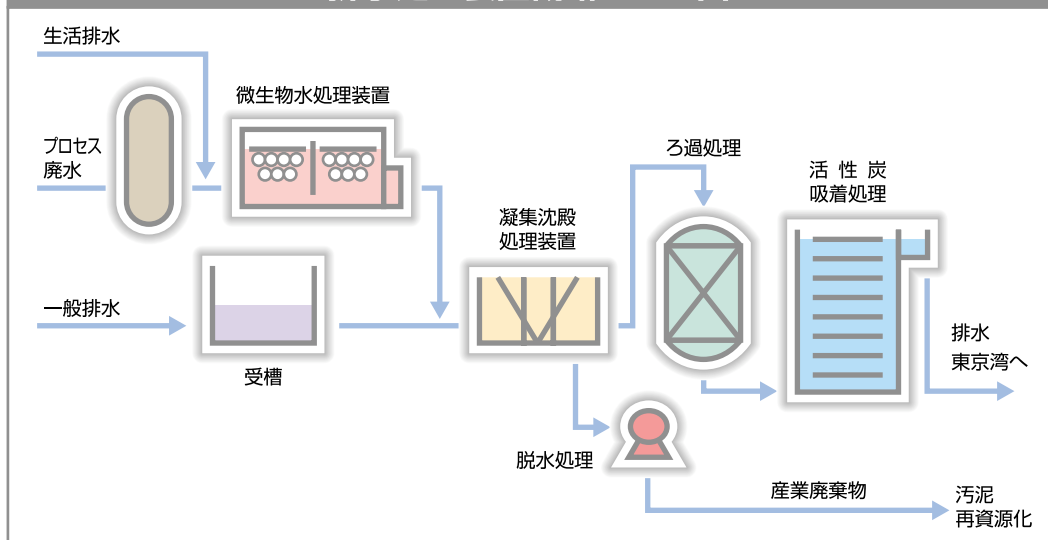 生活排水
微生物水処理装置
プロセス
廃水
ろ過処理
活性炭
吸着処理
凝集沈殿
処理装置
一般排水
受槽
排水
東京湾へ
脱水処理
産業廃棄物
汚泥
再資源化